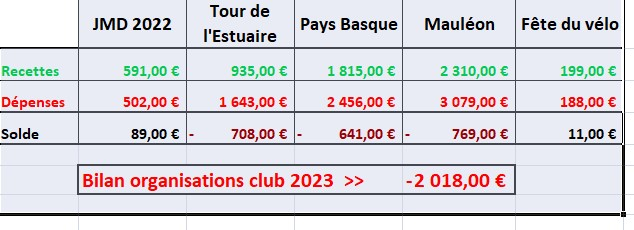 JMD 2022 Tour de l'Estuaire Pays Basque Mauléon Fête du vélo
Recettes 591,00 € 935,00 € 1 815,00 € 2 310,00 € 199,00 €
Dépenses 502,00 € 1 643,00 € 2 456,00 € 3 079,00 € 188,00 €
Solde 89,00 € - 708,00 € - 641,00 € - 769,00 € 11,00 €
Bilan organisations club 2023 >> -2 018,00 €